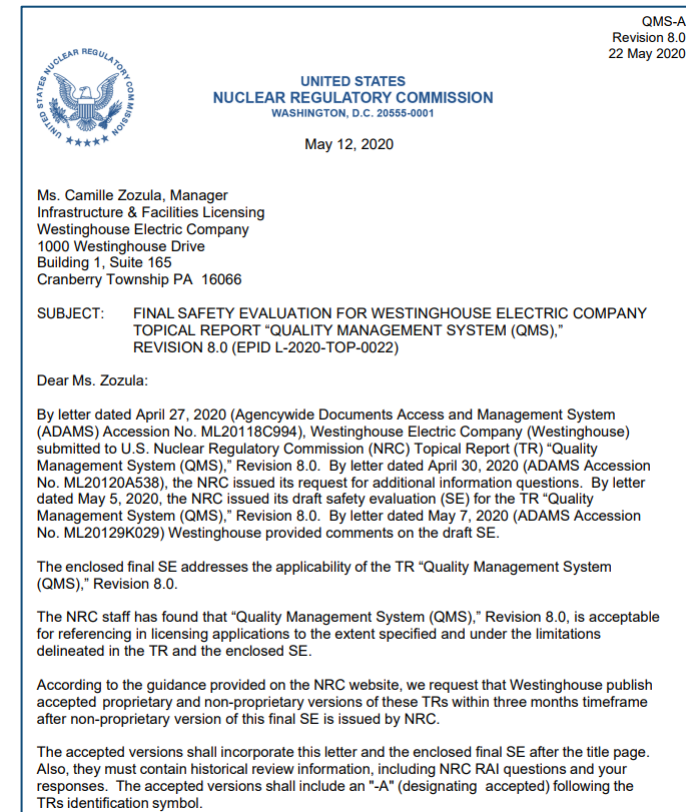 QMS-A
Revision 8.0
22 May 2020
UNITED STATES NUCLEAR REGULATORY COMMISSION
UNITED STATES
NUCLEAR REGULATORY COMMISSION
WASHINGTON, D.C. 20555-0001
May 12, 2020
Ms. Camille Zozula, Manager
Infrastructure & Facilities Licensing
Westinghouse Electric Company
1000 Westinghouse Drive
Building 1, Suite 165
Cranberry Township PA 16066
SUBJECT: FINAL SAFETY EVALUATION FOR WESTINGHOUSE ELECTRIC COMPANY
TOPICAL REPORT “QUALITY MANAGEMENT SYSTEM (QMS),”
REVISION 8.0 (EPID L-2020-TOP-0022)
Dear Ms. Zozula:
By letter dated April 27, 2020 (Agencywide Documents Access and Management System
(ADAMS) Accession No. ML20118C994), Westinghouse Electric Company (Westinghouse)
submitted to U.S. Nuclear Regulatory Commission (NRC) Topical Report (TR) “Quality
Management System (QMS),” Revision 8.0. By letter dated April 30, 2020 (ADAMS Accession
No. ML20120A538), the NRC issued its request for additional information questions. By letter
dated May 5, 2020, the NRC issued its draft safety evaluation (SE) for the TR “Quality
Management System (QMS),” Revision 8.0. By letter dated May 7, 2020 (ADAMS Accession
No. ML20129K029) Westinghouse provided comments on the draft SE.
The enclosed final SE addresses the applicability of the TR “Quality Management System
(QMS),” Revision 8.0.
The NRC staff has found that “Quality Management System (QMS),” Revision 8.0, is acceptable
for referencing in licensing applications to the extent specified and under the limitations
delineated in the TR and the enclosed SE.
According to the guidance provided on the NRC website, we request that Westinghouse publish
accepted proprietary and non-proprietary versions of these TRs within three months timeframe
after non-proprietary version of this final SE is issued by NRC.
The accepted versions shall incorporate this letter and the enclosed final SE after the title page.
Also, they must contain historical review information, including NRC RAI questions and your
responses. The accepted versions shall include an "-A" (designating accepted) following the
TRs identification symbol.